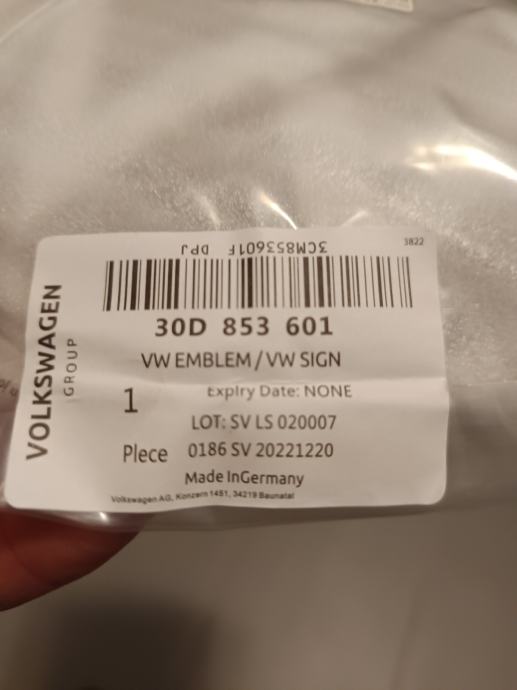 3CM853601F DPJ
3822
30D 853 601
VW EMBLEM / VW SIGN
Expiry Date: NONE
1
LOT: SV LS 020007
Plece 0186 SV 20221220
Made InGermany
Volkswagen AG, Konzern 1451, 34219 Baunatal
VOLKSWAGEN
GROUP